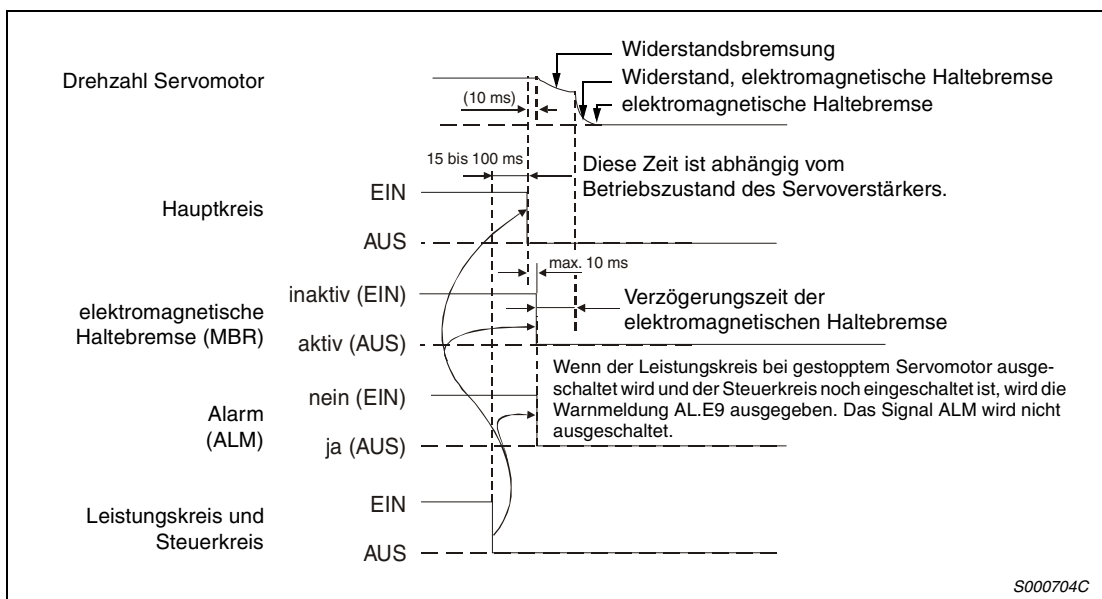 Drehzahl Servomotor
Widerstandsbremsung
Widerstand, elektromagnetische Haltebremse
elektromagnetische Haltebremse
(10 ms)
15 bis 100 ms
Diese Zeit ist abhängig vom
Betriebszustand des Servoverstärkers.
Hauptkreis
EIN
AUS
max. 10 ms
elektromagnetische
Haltebremse (MBR)
inaktiv (EIN)
aktiv (AUS)
Verzögerungszeit der
elektromagnetischen Haltebremse
Wenn der Leistungskreis bei gestopptem Servomotor ausge-
schaltet wird und der Steuerkreis noch eingeschaltet ist, wird die
Warnmeldung AL.E9 ausgegeben. Das Signal ALM wird nicht
ausgeschaltet.
Alarm
(ALM)
nein (EIN)
ja (AUS)
Leistungskreis und
Steuerkreis
EIN
AUS
S000704C